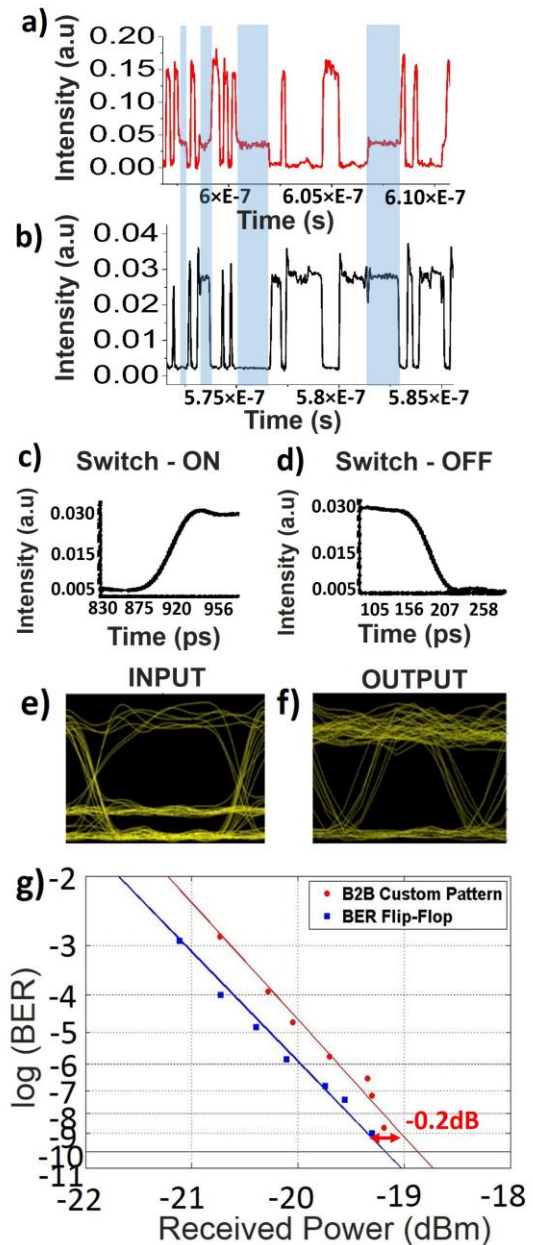 a)
Intensity (a.u)
0.20
0.15
0.10
0.05
0.00
6×E-7 6.05×E-7 6.10×E-7
Time (s)
b)
Intensity (a.u)
0.04
0.03
0.02
0.01
0.00
5.75×E-7 5.8×E-7 5.85×E-7
Time (s)
c) Switch - ON
Intensity (a.u)
0.030
0.015
0.005
830 875 920 956
Time (ps)
d) Switch - OFF
Intensity (a.u)
0.030
0.015
0.005
105 156 207 258
Time (ps)
INPUT
e)
OUTPUT
f)
g)
B2B Custom Pattern
BER Flip-Flop
log (BER)
-2
-3
-4
-5
-6
-7
-8
-9
-10
-11
-0.2dB
-22 -21 -20 -19 -18
Received Power (dBm)